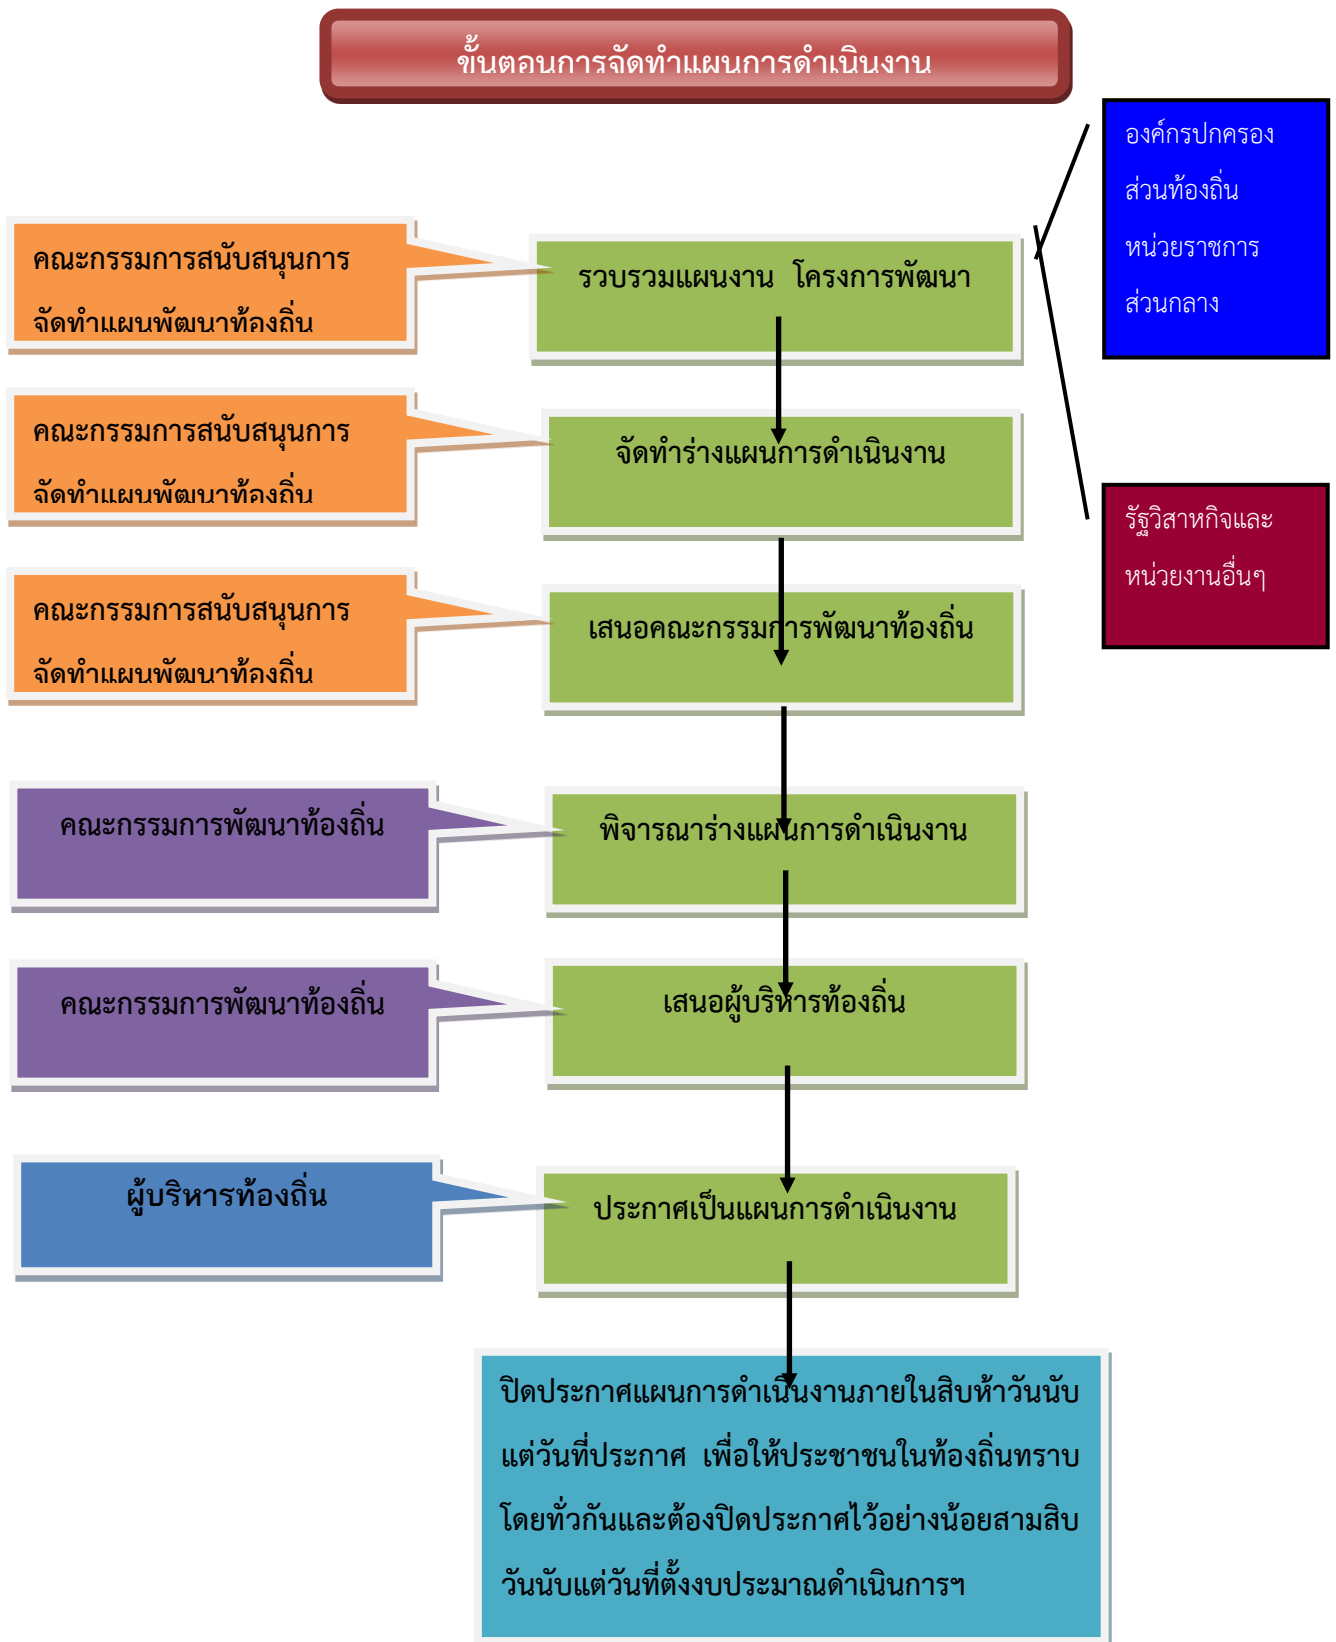 ขั้นตอนการจัดทำแผนการดำเนินงาน
องค์กรปกครอง
ส่วนท้องถิ่น
หน่วยราชการ
ส่วนกลาง
คณะกรรมการสนับสนุนการ
จัดทำแผนพัฒนาท้องถิ่น
รวบรวมแผนงาน โครงการพัฒนา
คณะกรรมการสนับสนุนการ
จัดทำแผนพัฒนาท้องถิ่น
จัดทำร่างแผนการดำเนินงาน
รัฐวิสาหกิจและ
หน่วยงานอื่นๆ
คณะกรรมการสนับสนุนการ
จัดทำแผนพัฒนาท้องถิ่น
เสนอคณะกรรมการพัฒนาท้องถิ่น
คณะกรรมการพัฒนาท้องถิ่น
พิจารณาร่างแผนการดำเนินงาน
คณะกรรมการพัฒนาท้องถิ่น
เสนอผู้บริหารท้องถิ่น
ผู้บริหารท้องถิ่น
ประกาศเป็นแผนการดำเนินงาน
ปิดประกาศแผนการดำเนินงานภายในสิบห้าวันนับ
แต่วันที่ประกาศ เพื่อให้ประชาชนในท้องถิ่นทราบ
โดยทั่วกันและต้องปิดประกาศไว้อย่างน้อยสามสิบ
วันนับแต่วันที่ตั้งงบประมาณดำเนินการฯ